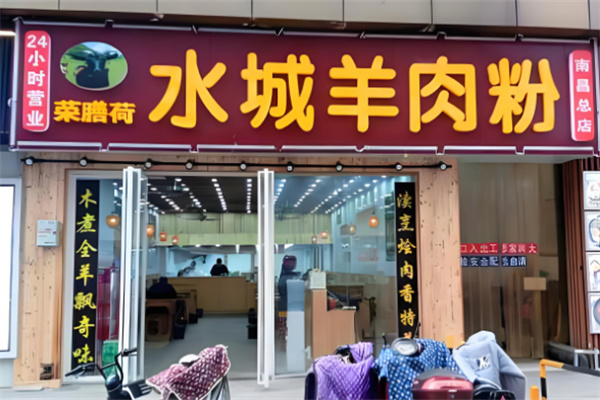 24小时营业
菜膳荷
水城羊肉粉
南昌总店
木煮全羊飘奇味
渎烹烩肉香特